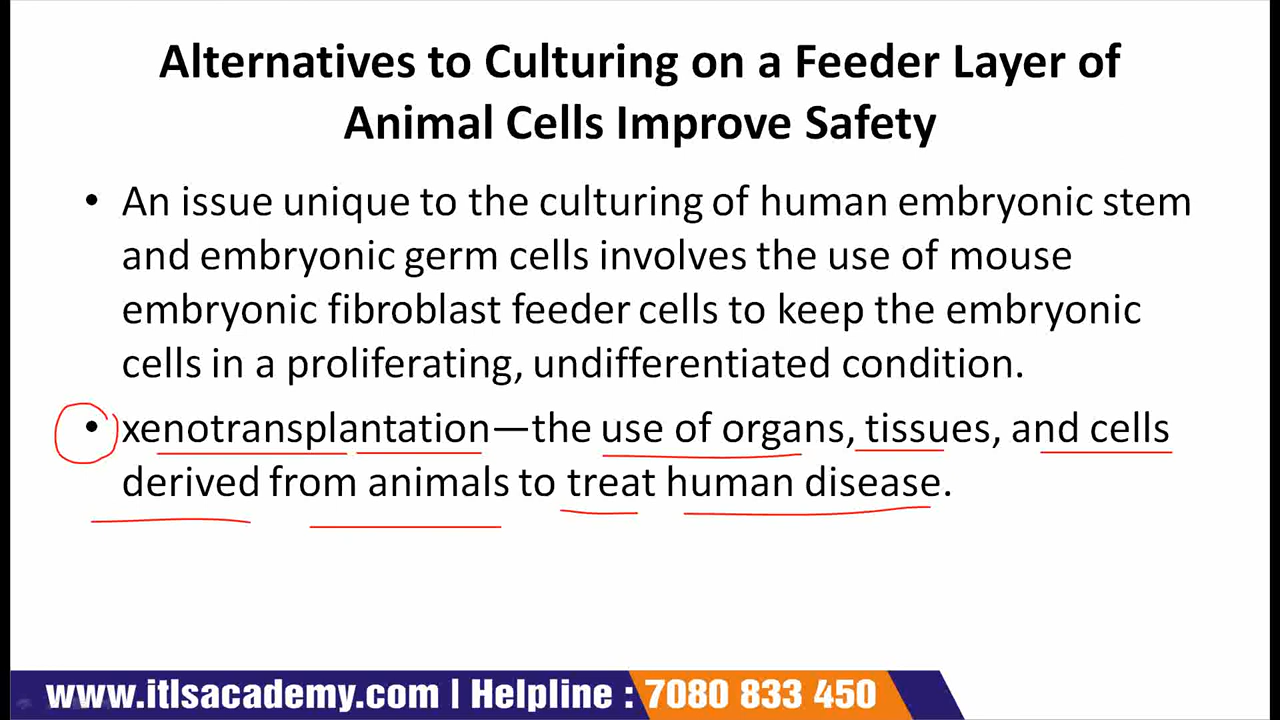 Alternatives to Culturing on a Feeder Layer of
Animal Cells Improve Safety
• An issue unique to the culturing of human embryonic stem
and embryonic germ cells involves the use of mouse
embryonic fibroblast feeder cells to keep the embryonic
cells in a proliferating, undifferentiated condition.
• xenotransplantation—the use of organs, tissues, and cells
derived from animals to treat human disease.
www.itlsacademy.com | Helpline : 7080 833 450